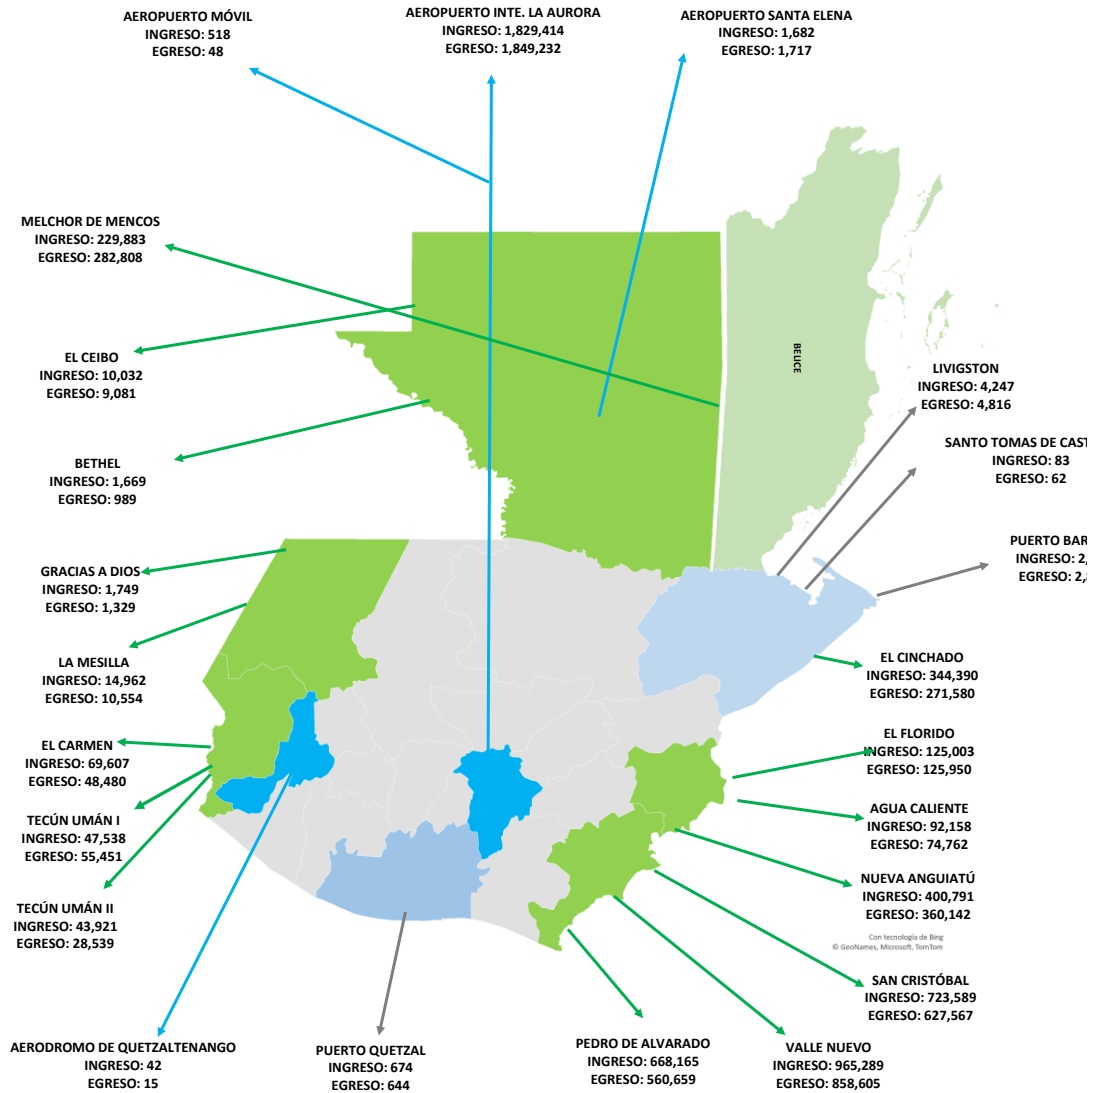 AEROPUERTO MÓVIL
INGRESO: 518
EGRESO: 48
AEROPUERTO INTE. LA AURORA
INGRESO: 1,829,414
EGRESO: 1,849,232
AEROPUERTO SANTA ELENA
INGRESO: 1,682
EGRESO: 1,717
MELCHOR DE MENCOS
INGRESO: 229,883
EGRESO: 282,808
EL CEIBO
INGRESO: 10,032
EGRESO: 9,081
BELICE
LIVIGSTON
INGRESO: 4,247
EGRESO: 4,816
SANTO TOMAS DE CAST
INGRESO: 83
EGRESO: 62
BETHEL
INGRESO: 1,669
EGRESO: 989
PUERTO BAR
INGRESO: 2,
EGRESO: 2,
GRACIAS A DIOS
INGRESO: 1,749
EGRESO: 1,329
LA MESILLA
INGRESO: 14,962
EGRESO: 10,554
EL CINCHADO
INGRESO: 344,390
EGRESO: 271,580
EL CARMEN
INGRESO: 69,607
EGRESO: 48,480
EL FLORIDO
INGRESO: 125,003
EGRESO: 125,950
TECÚN UMÁN I
INGRESO: 47,538
EGRESO: 55,451
AGUA CALIENTE
INGRESO: 92,158
EGRESO: 74,762
NUEVA ANGUIATÚ
INGRESO: 400,791
EGRESO: 360,142
TECÚN UMÁN II
INGRESO: 43,921
EGRESO: 28,539
Con tecnología de Bing
© GeoNames, Microsoft, TomTom
SAN CRISTÓBAL
INGRESO: 723,589
EGRESO: 627,567
AERODROMO DE QUETZALTENANGO
INGRESO: 42
EGRESO: 15
PUERTO QUETZAL
INGRESO: 674
EGRESO: 644
PEDRO DE ALVARADO
INGRESO: 668,165
EGRESO: 560,659
VALLE NUEVO
INGRESO: 965,289
EGRESO: 858,605